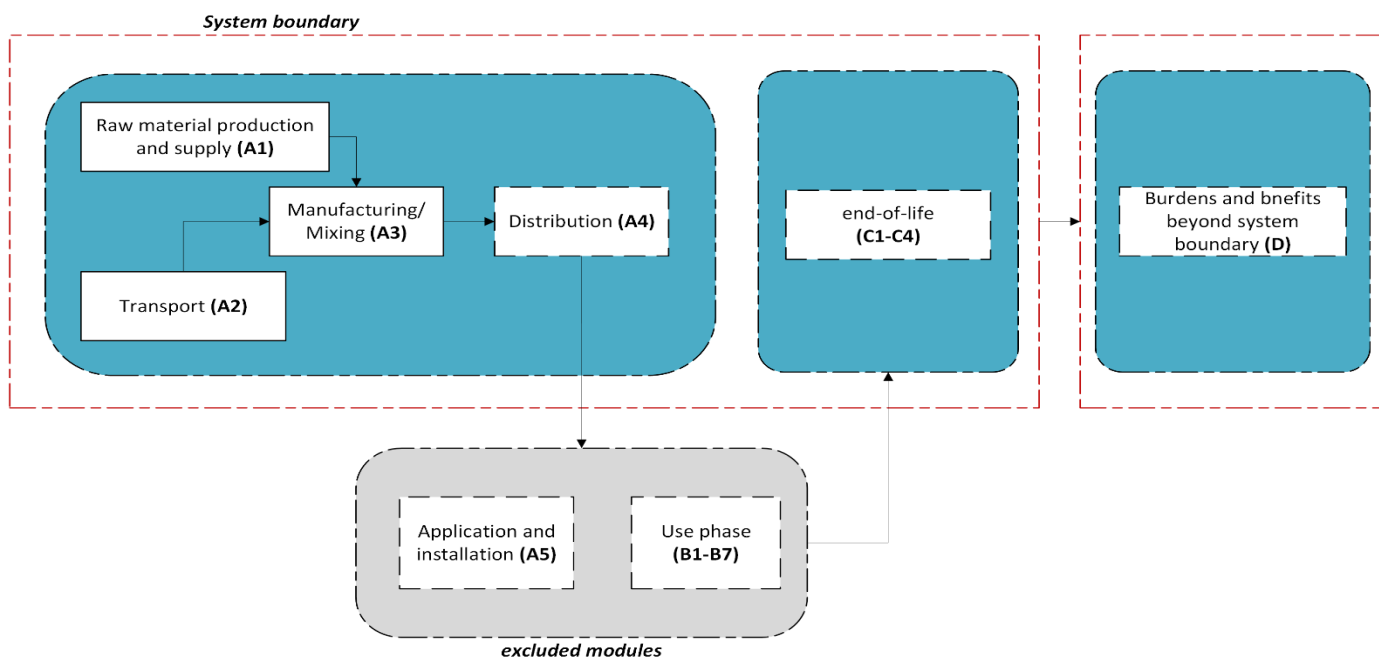 System boundary
Raw material production
and supply (A1)
Manufacturing/
Mixing (A3)
Distribution (A4)
Transport (A2)
end-of-life
(C1-C4)
Burdens and bnefits
beyond system
boundary (D)
Application and
installation (A5)
Use phase
(B1-B7)
excluded modules